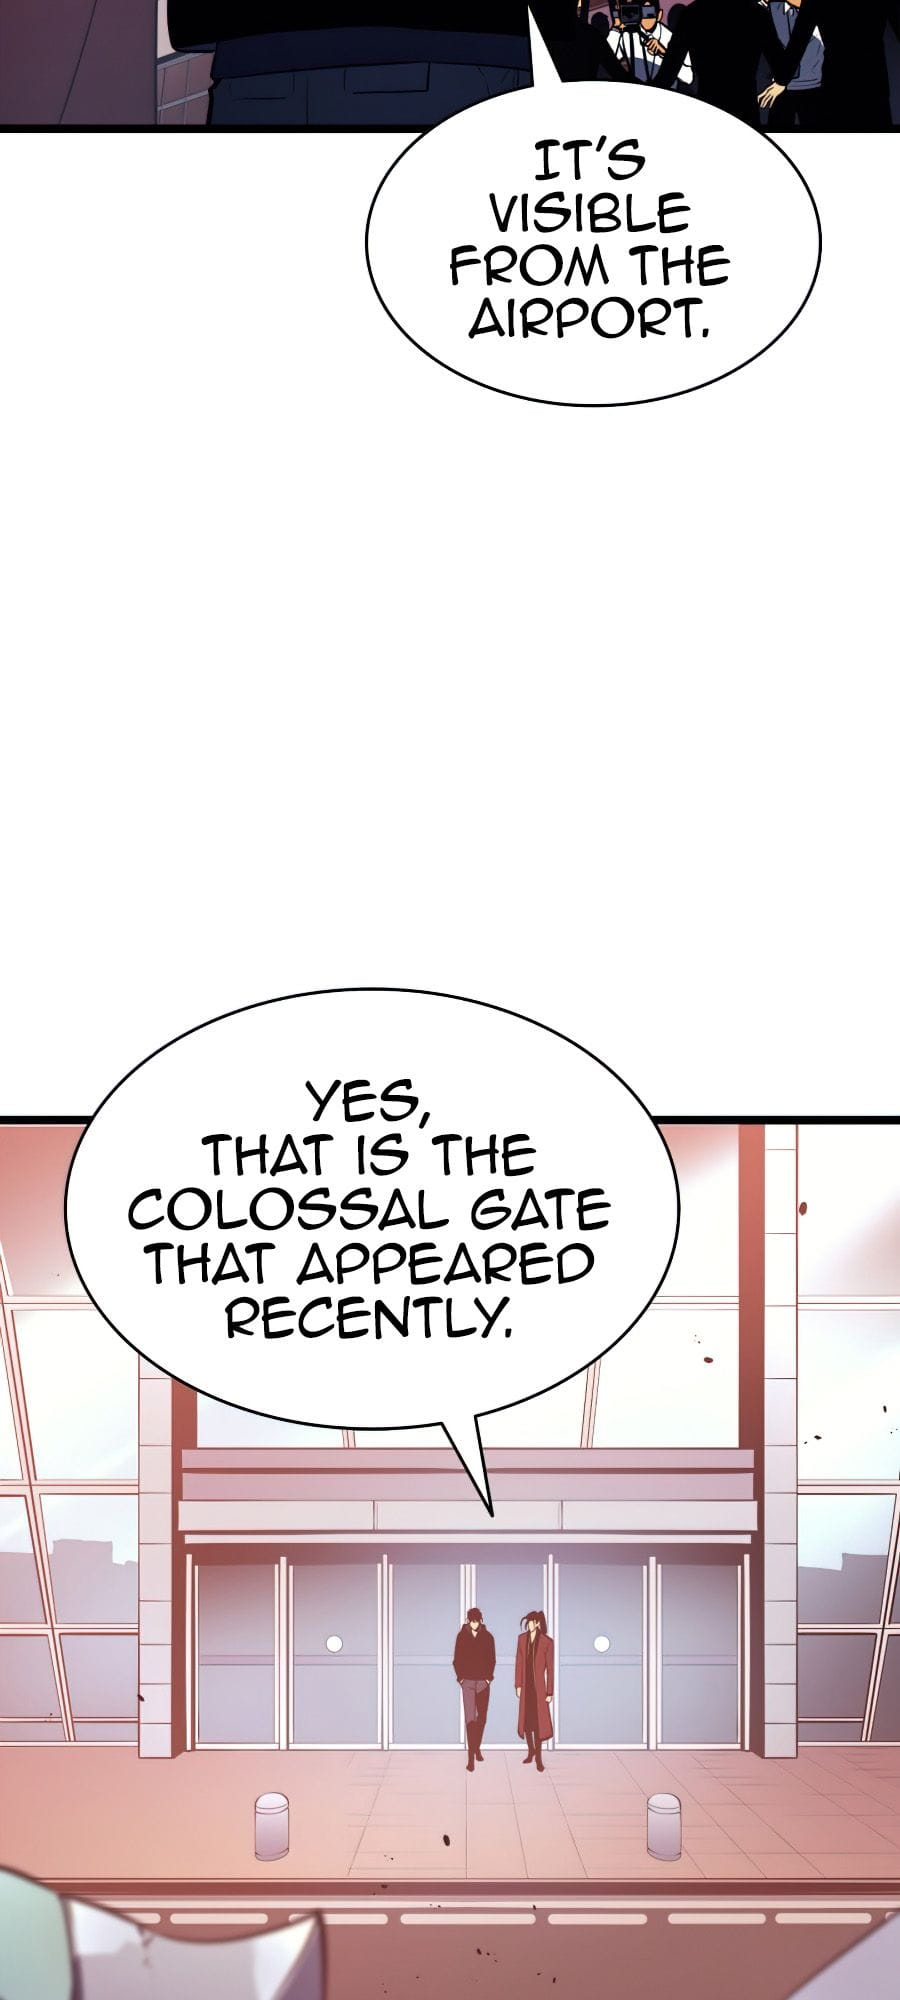 IT'S
VISIBLE
FROM THE
AIRPORT.
YES,
THAT IS THE
COLOSSAL GATE
THAT APPEARED
RECENTLY.